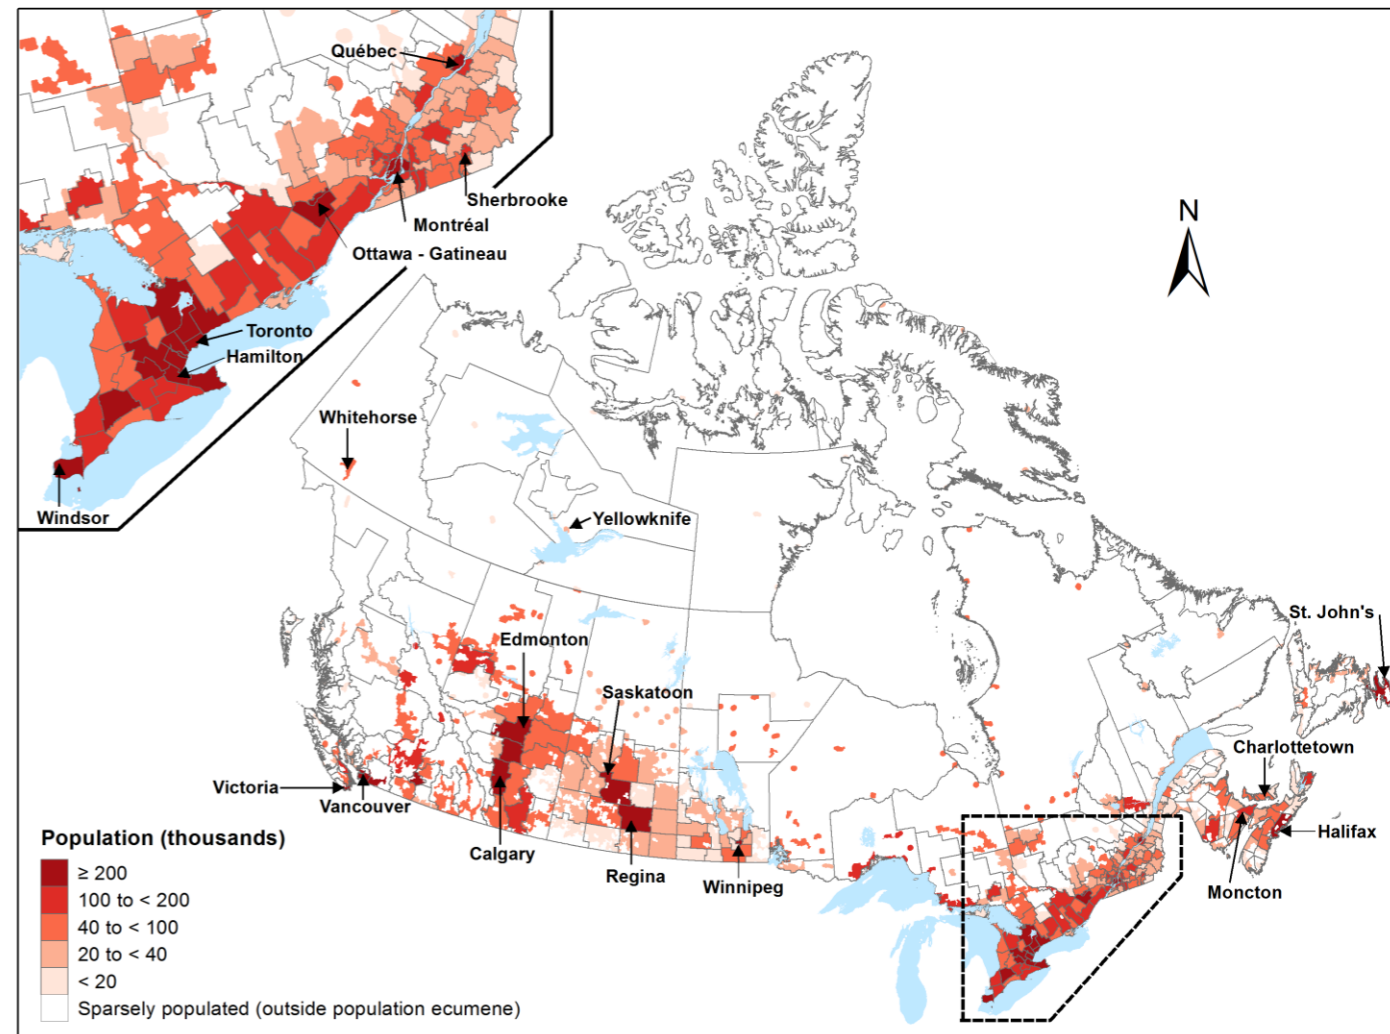 Québec
Sherbrooke
Montréal
Ottawa - Gatineau
Toronto
Hamilton
Windsor
N
Whitehorse
Yellowknife
Edmonton
Saskatoon
St. John's
Charlottetown
Victoria
Vancouver
Halifax
Calgary
Regina
Winnipeg
Moncton
Population (thousands)
≥ 200
100 to < 200
40 to < 100
20 to < 40
< 20
Sparsely populated (outside population ecumene)